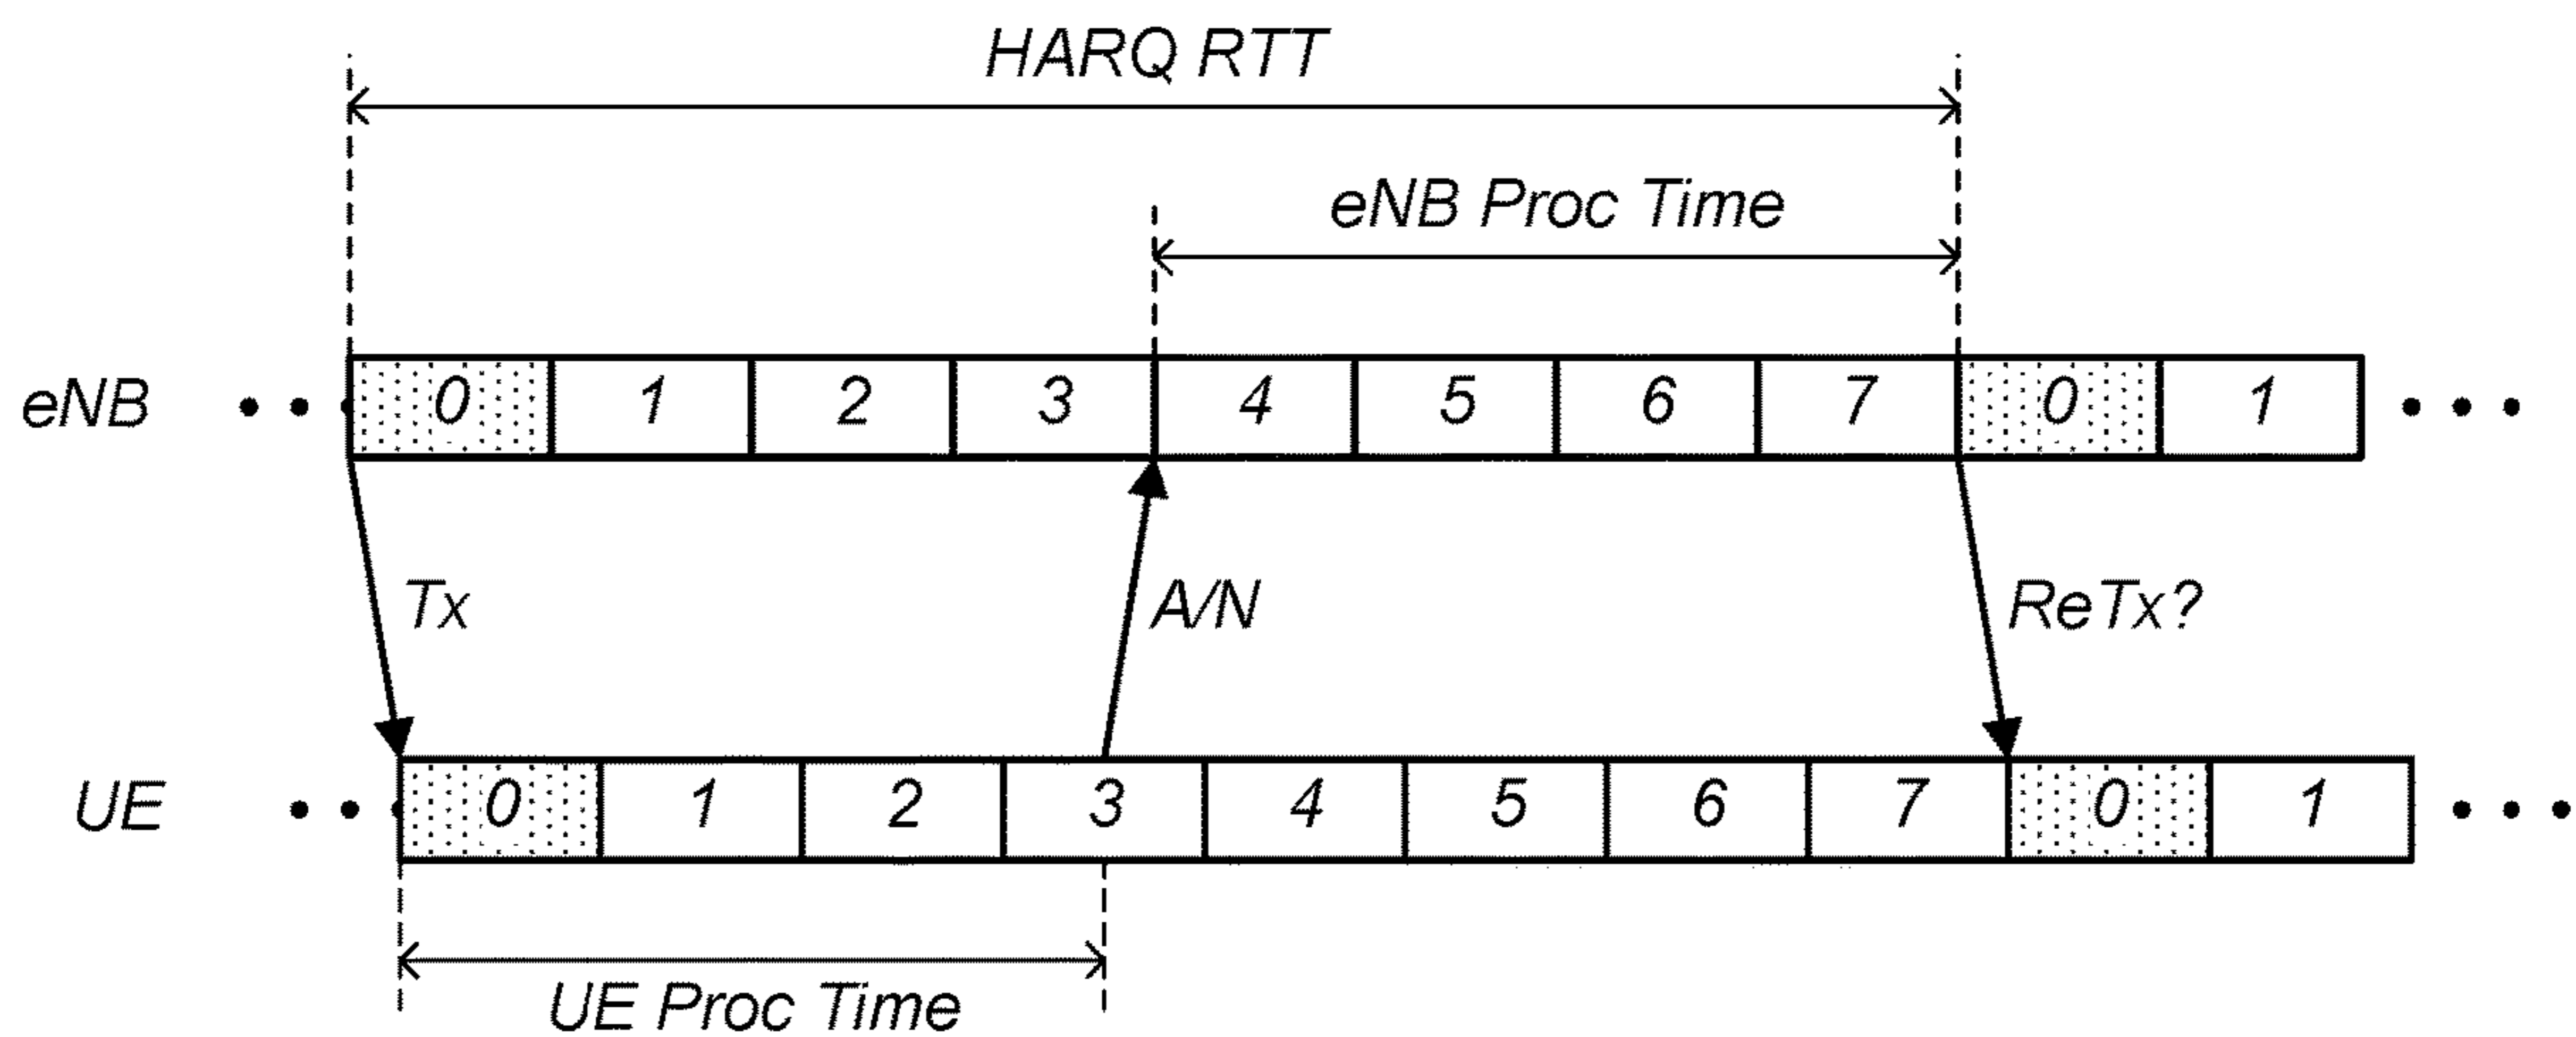 HARQ RTT
eNB Proc Time
eNB • • • 0 1 2 3 4 5 6 7 0 1 • • •
Tx A/N ReTx?
UE • • • 0 1 2 3 4 5 6 7 0 1 • • •
UE Proc Time